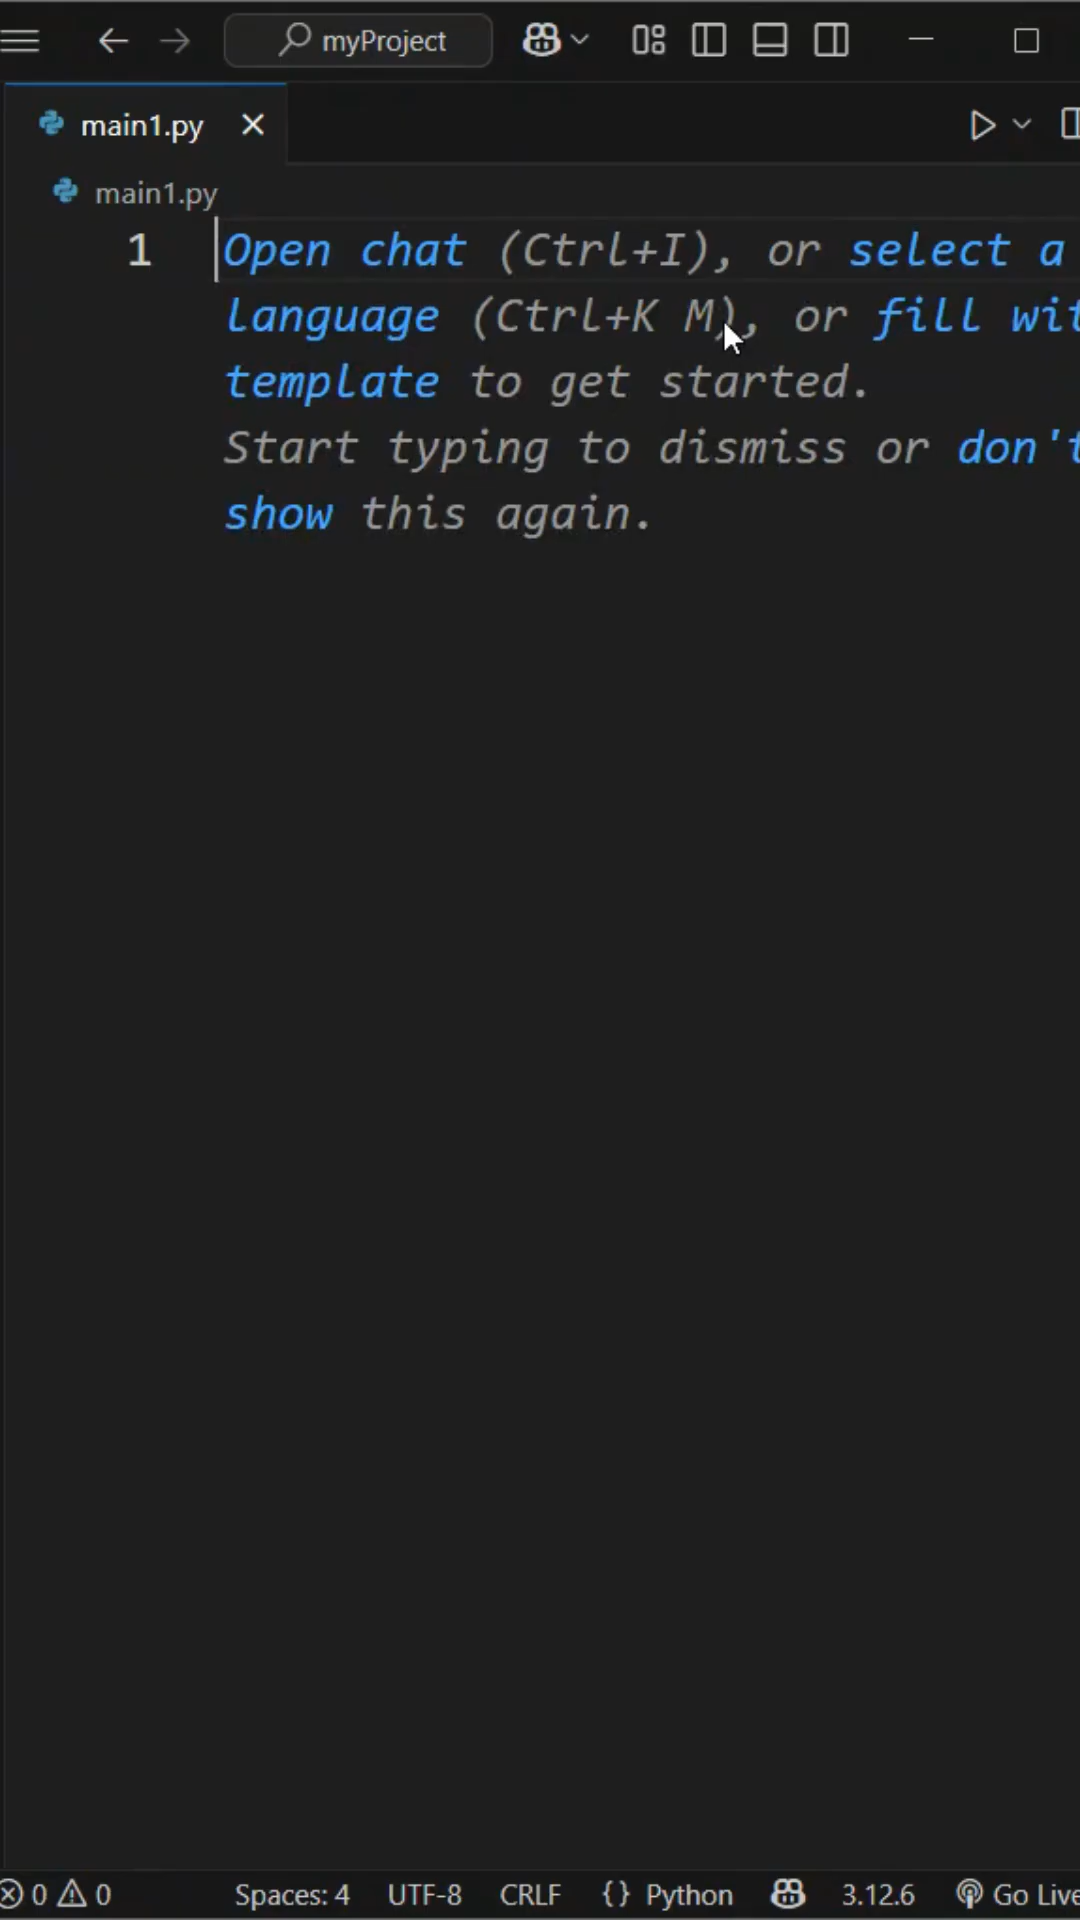 myProject
main1.py
main1.py
1 Open chat (Ctrl+I), or select a
language (Ctrl+K M), or fill wit
template to get started.
Start typing to dismiss or don't
show this again.
0 0 Spaces: 4 UTF-8 CRLF {} Python 3.12.6 Go Live